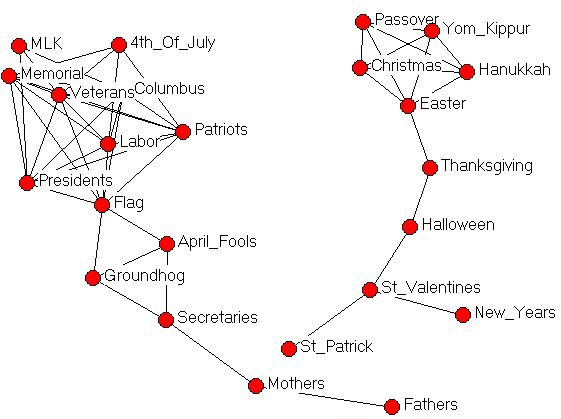 Passover
Yom_Kippur
MLK
4th_Of_July
Christmas
Hanukkah
Memorial
Veterans
Columbus
Easter
Patriots
Labor
Thanksgiving
Presidents
Flag
Halloween
April_Fools
Groundhog
St_Valentines
New_Years
Secretaries
St_Patrick
Mothers
Fathers